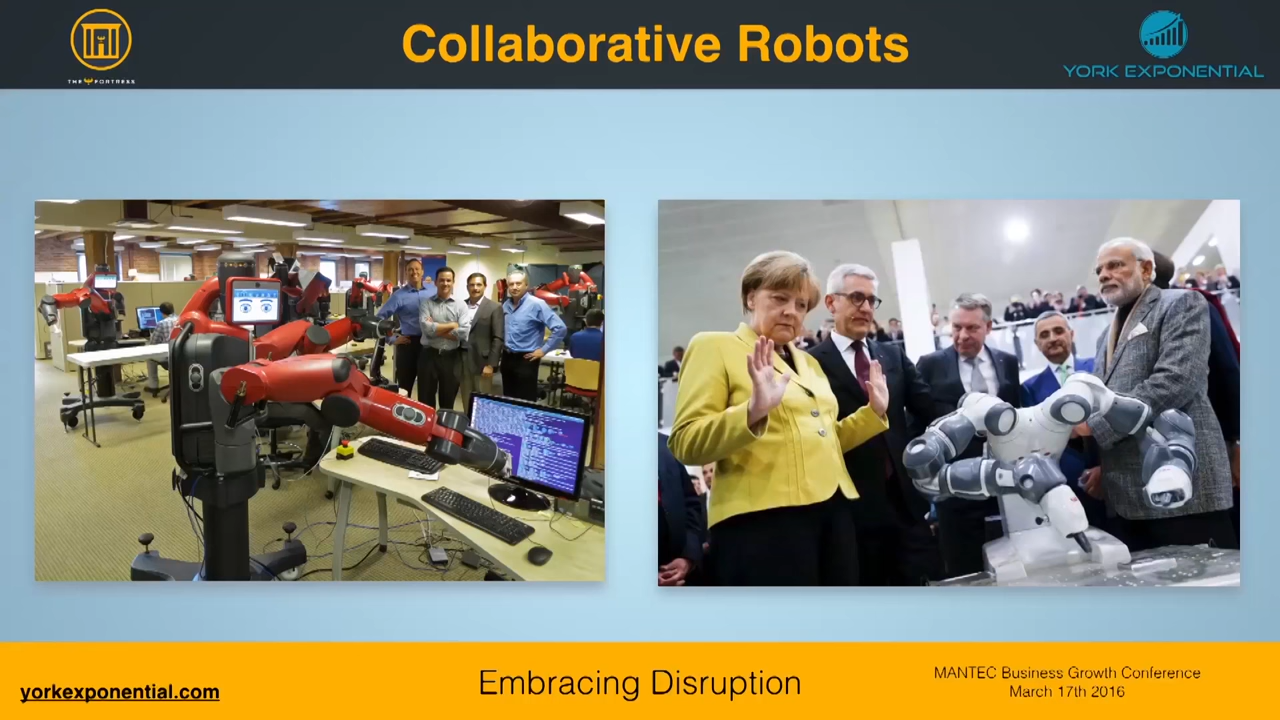 Collaborative Robots
THE FORTRESS
YORK EXPONENTIAL
yorkexponential.com
Embracing Disruption
MANTEC Business Growth Conference
March 17th 2016